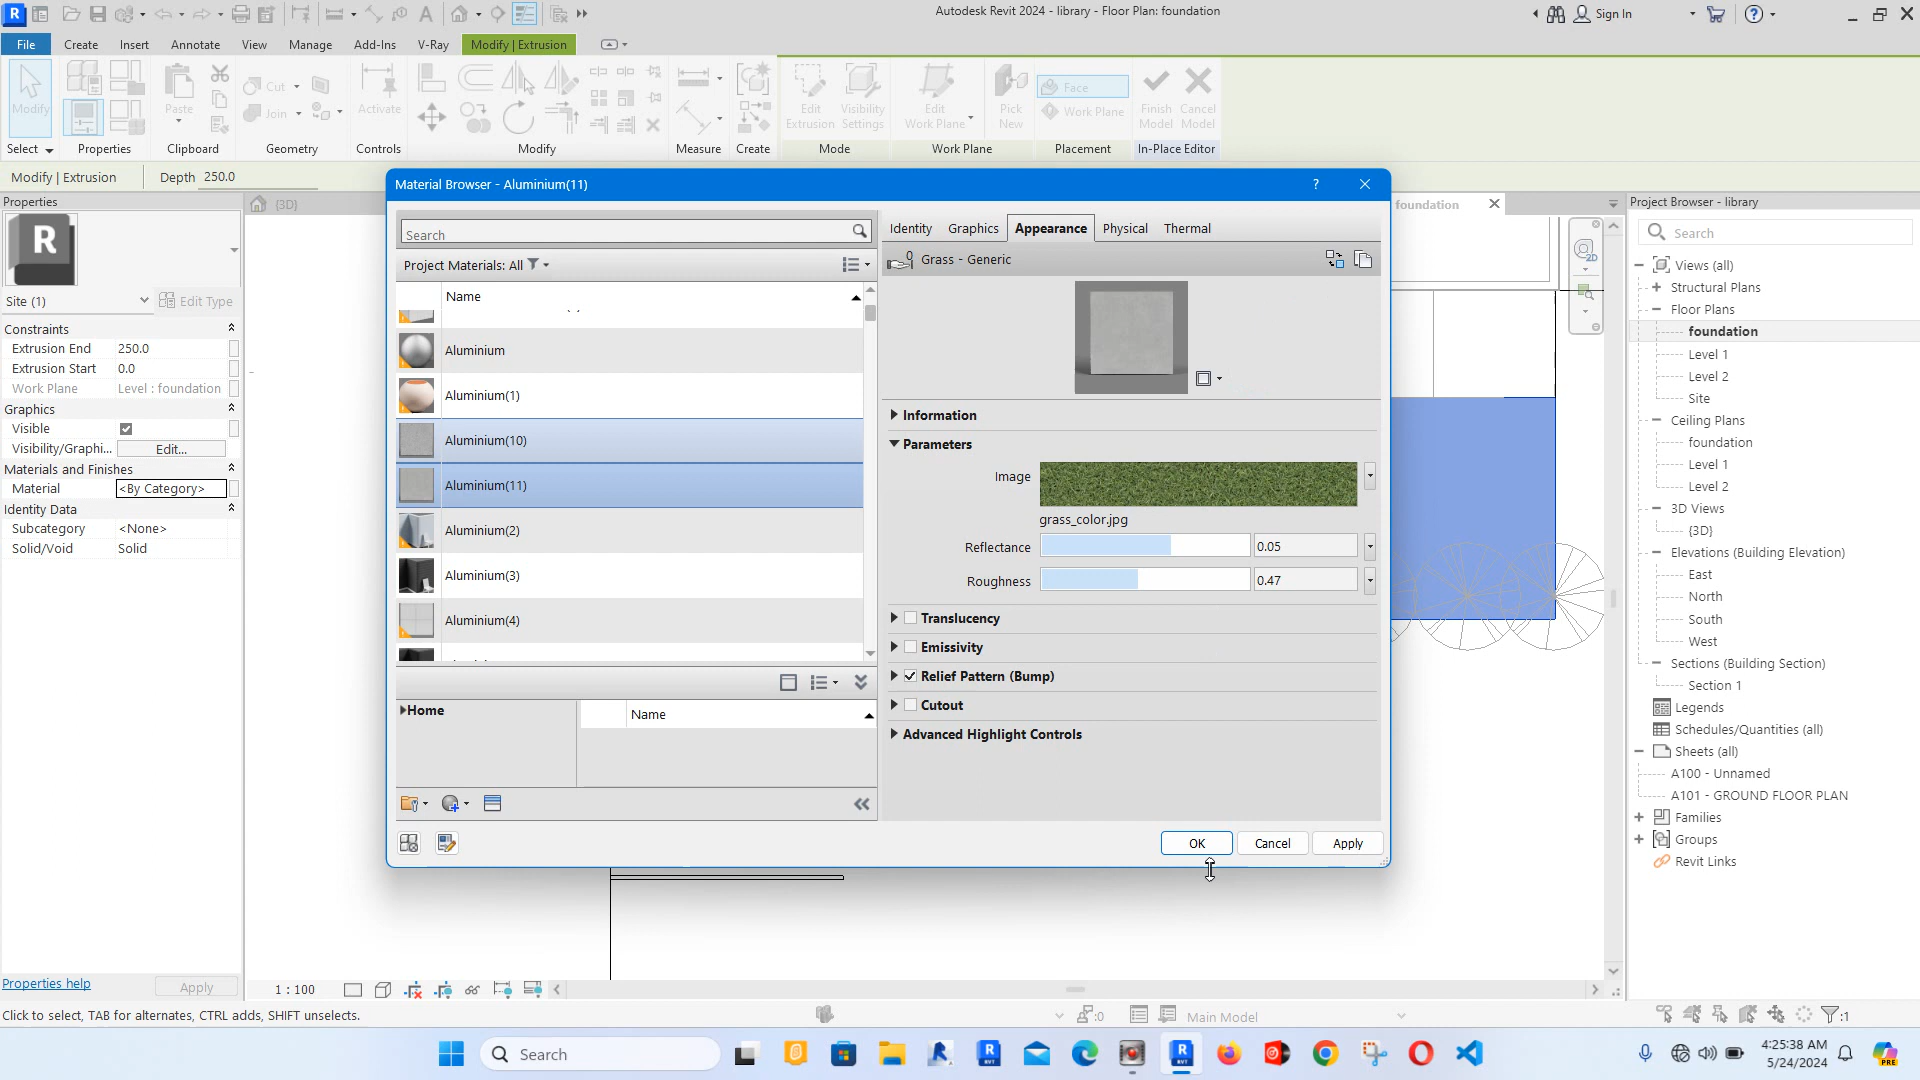 Autodesk Revit 2024 - library - Floor Plan: foundation
Sign In
File Create Insert Annotate View Manage Add-Ins V-Ray Modify | Extrusion
Modify
Paste
Cut
Join
Activate
Edit Extrusion
Visibility Settings
Edit Work Plane
Pick New
Face
Work Plane
Finish Model
Cancel Model
Select Properties Clipboard Geometry Controls Modify Measure Create Mode Work Plane Placement In-Place Editor
Modify | Extrusion Depth 250.0
Properties
R
Site (1) Edit Type
Constraints
Extrusion End 250.0
Extrusion Start 0.0
Work Plane Level : foundation
Graphics
Visible
Visibility/Graphi... Edit...
Materials and Finishes
Material <By Category>
Identity Data
Subcategory <None>
Solid/Void Solid
Properties help Apply
{3D}
foundation
Material Browser - Aluminium(11)
Search
Project Materials: All
Name
Aluminium
Aluminium(1)
Aluminium(10)
Aluminium(11)
Aluminium(2)
Aluminium(3)
Aluminium(4)
Home
Name
Identity Graphics Appearance Physical Thermal
0
Grass - Generic
Information
Parameters
Image
grass_color.jpg
Reflectance 0.05
Roughness 0.47
Translucency
Emissivity
Relief Pattern (Bump)
Cutout
Advanced Highlight Controls
OK Cancel Apply
2D
Project Browser - library
Search
Views (all)
Structural Plans
Floor Plans
foundation
Level 1
Level 2
Site
Ceiling Plans
foundation
Level 1
Level 2
3D Views
{3D}
Elevations (Building Elevation)
East
North
South
West
Sections (Building Section)
Section 1
Legends
Schedules/Quantities (all)
Sheets (all)
A100 - Unnamed
A101 - GROUND FLOOR PLAN
Families
Groups
Revit Links
1 : 100
Click to select, TAB for alternates, CTRL adds, SHIFT unselects.
:0
Main Model
:1
Search
4:25:38 AM
5/24/2024